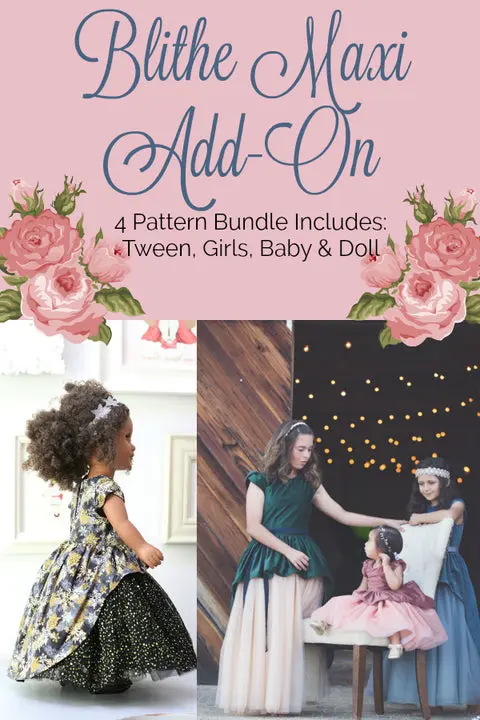 Blithe Maxi
Add-On
4 Pattern Bundle Includes:
Tween, Girls, Baby & Doll